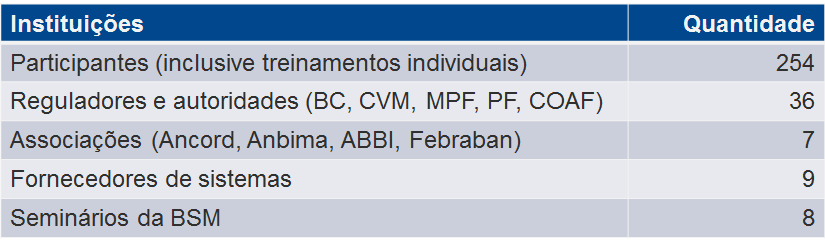 Instituições Quantidade
Participantes (inclusive treinamentos individuais) 254
Reguladores e autoridades (BC, CVM, MPF, PF, COAF) 36
Associações (Ancord, Anbima, ABBI, Febraban) 7
Fornecedores de sistemas 9
Seminários da BSM 8